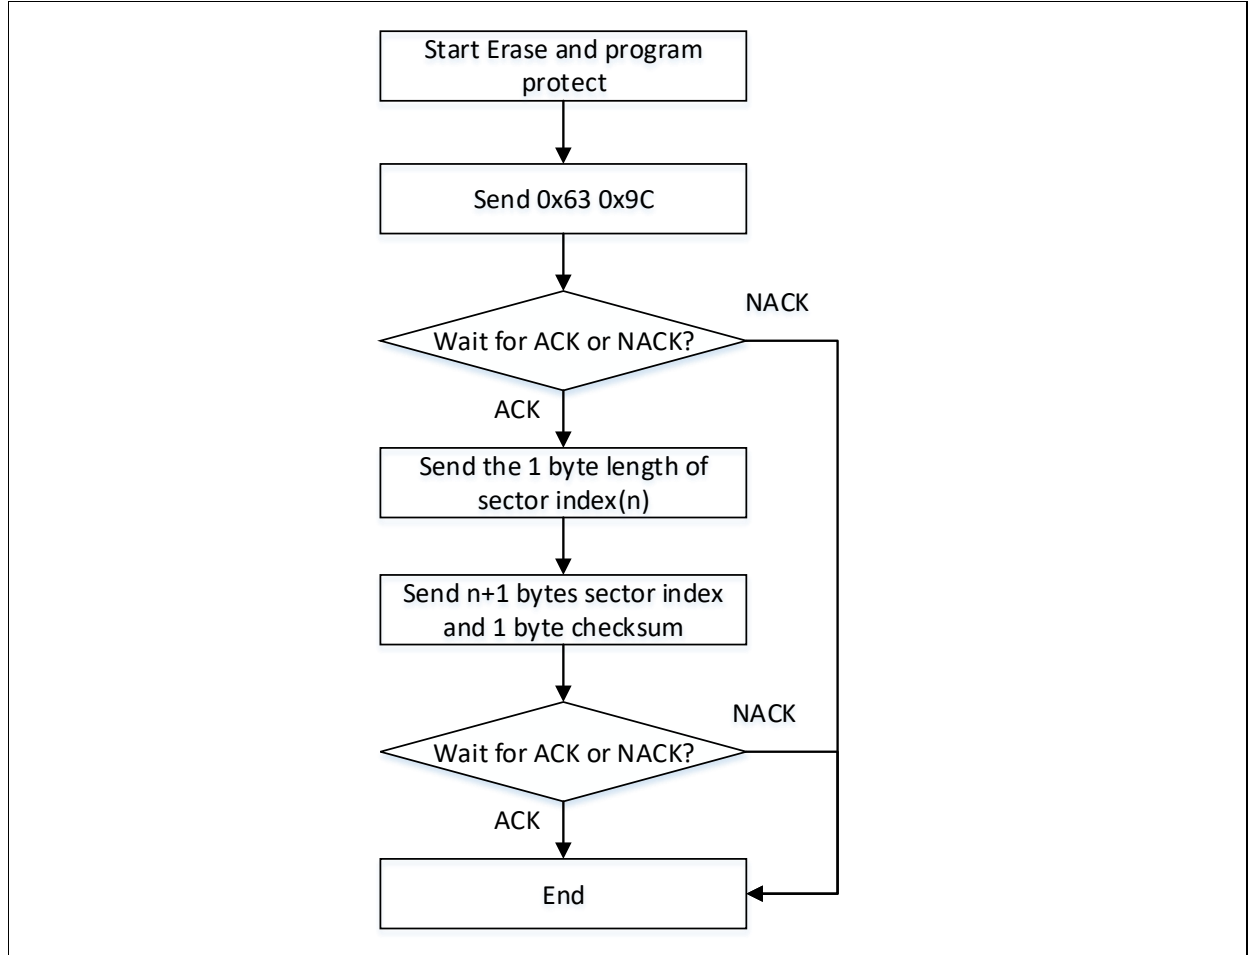 Start Erase and program
protect
Send 0x63 0x9C
NACK
Wait for ACK or NACK?
ACK
Send the 1 byte length of
sector index(n)
Send n+1 bytes sector index
and 1 byte checksum
NACK
Wait for ACK or NACK?
ACK
End